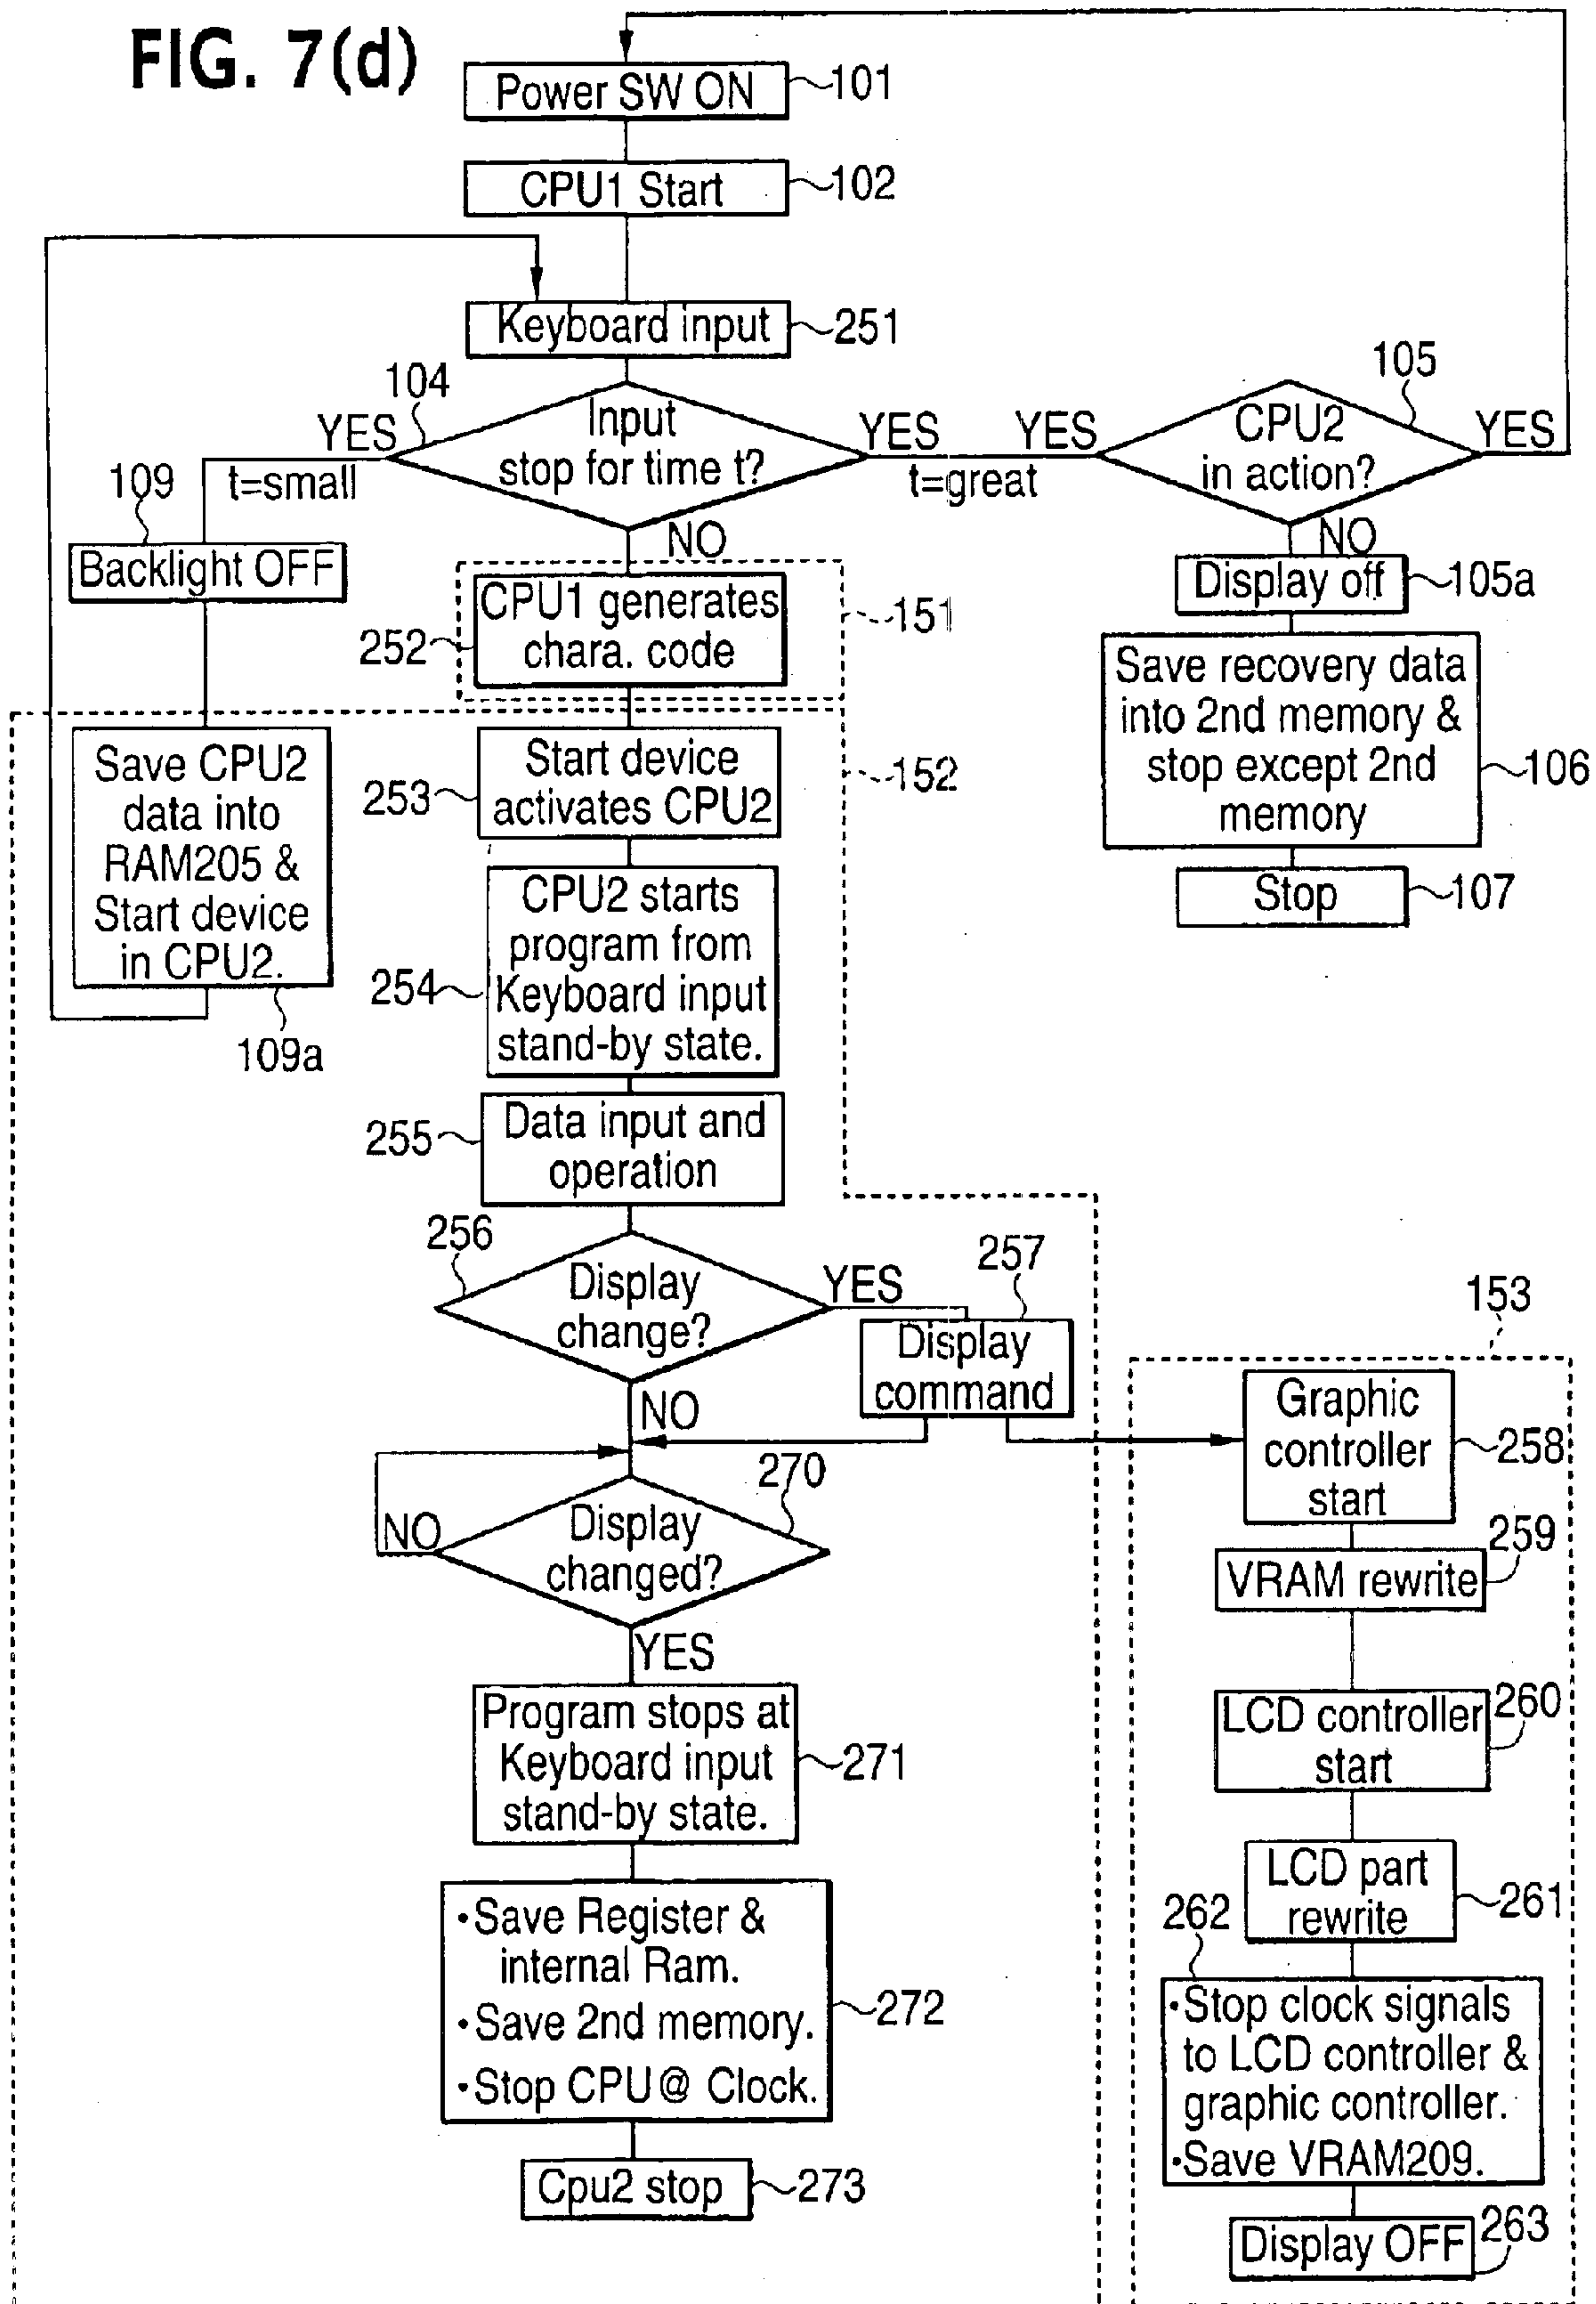 FIG. 7(d)
Power SW ON
101
CPU1 Start
102
Keyboard input
251
104
Input
stop for time t?
YES
t=small
YES
t=great
YES
105
CPU2
in action?
YES
109
Backlight OFF
NO
NO
Display off
105a
CPU1 generates
chara. code
252
151
Save recovery data
into 2nd memory &
stop except 2nd
memory
106
Save CPU2
data into
RAM205 &
Start device
in CPU2.
109a
Start device
activates CPU2
253
152
CPU2 starts
program from
Keyboard input
stand-by state.
254
Stop
107
Data input and
operation
255
256
Display
change?
YES
257
Display
command
NO
153
Graphic
controller
start
258
270
Display
changed?
NO
YES
VRAM rewrite
259
Program stops at
Keyboard input
stand-by state.
271
LCD controller
start
260
LCD part
rewrite
261
•Save Register &
internal Ram.
•Save 2nd memory.
•Stop CPU@ Clock.
272
262
•Stop clock signals
to LCD controller &
graphic controller.
•Save VRAM209.
Cpu2 stop
273
Display OFF
263